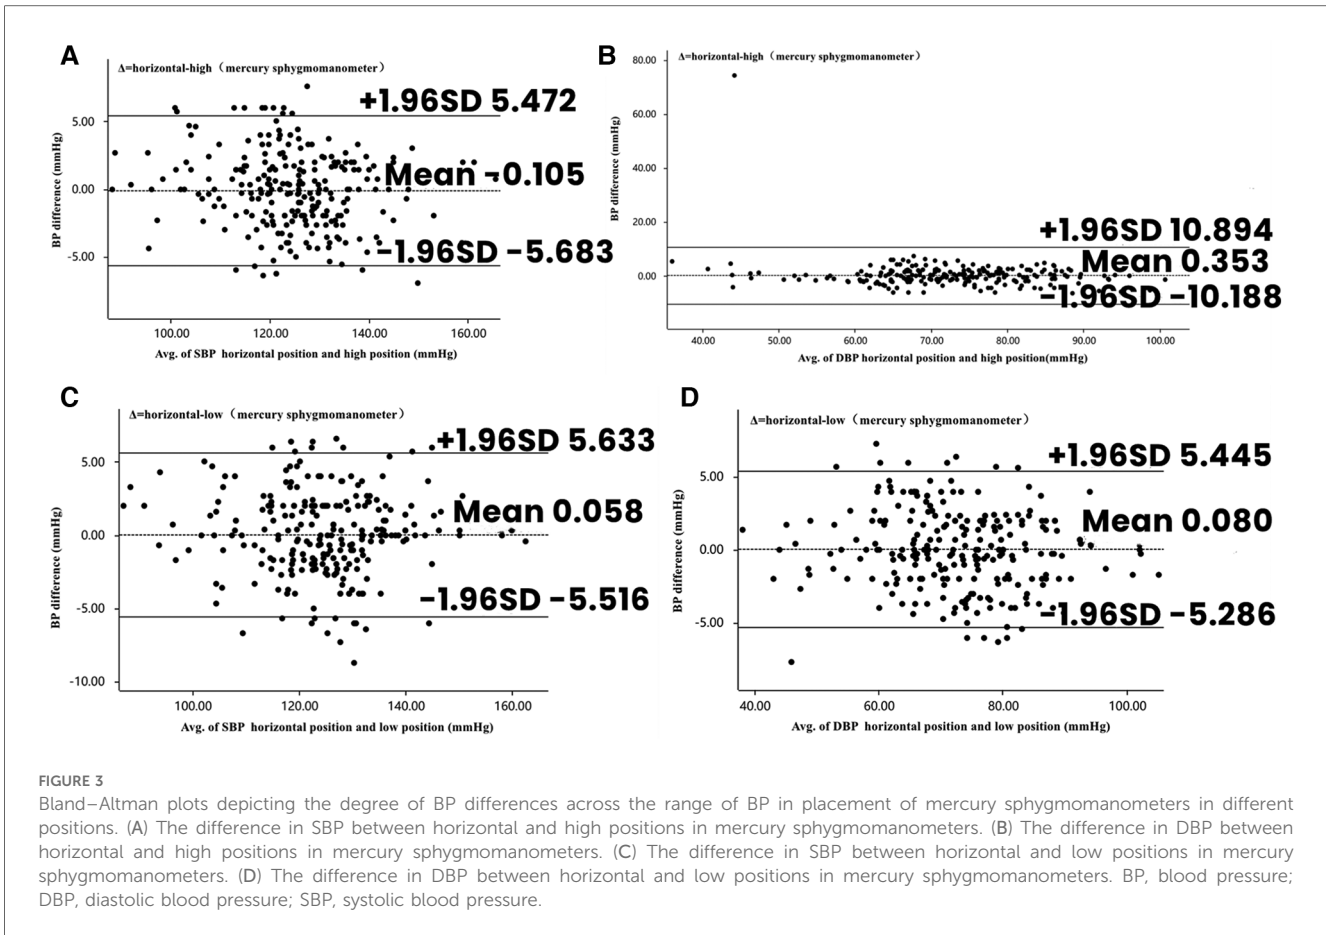 A
Δ=horizontal-high（mercury sphygmomanometer）
+1.96SD 5.472
Mean -0.105
−1.96SD −5.683
5.00
0.00
-5.00
BP difference (mmHg)
100.00 120.00 140.00 160.00
Avg. of SBP horizontal position and high position (mmHg)
B
Δ=horizontal-high（mercury sphygmomanometer）
80.00
60.00
40.00
20.00
0.00
BP difference (mmHg)
+1.96SD 10.894
Mean 0.353
−1.96SD −10.188
40.00 50.00 60.00 70.00 80.00 90.00 100.00
Avg. of DBP horizontal position and high position(mmHg)
C
Δ=horizontal-low（mercury sphygmomanometer）
+1.96SD 5.633
Mean 0.058
−1.96SD −5.516
5.00
0.00
-5.00
-10.00
BP difference (mmHg)
100.00 120.00 140.00 160.00
Avg. of SBP horizontal position and low position (mmHg)
D
Δ=horizontal-low（mercury sphygmomanometer）
+1.96SD 5.445
Mean 0.080
−1.96SD −5.286
5.00
0.00
-5.00
BP difference (mmHg)
40.00 60.00 80.00 100.00
Avg. of DBP horizontal position and low position (mmHg)
FIGURE 3
Bland–Altman plots depicting the degree of BP differences across the range of BP in placement of mercury sphygmomanometers in different
positions. (A) The difference in SBP between horizontal and high positions in mercury sphygmomanometers. (B) The difference in DBP between
horizontal and high positions in mercury sphygmomanometers. (C) The difference in SBP between horizontal and low positions in mercury
sphygmomanometers. (D) The difference in DBP between horizontal and low positions in mercury sphygmomanometers. BP, blood pressure;
DBP, diastolic blood pressure; SBP, systolic blood pressure.